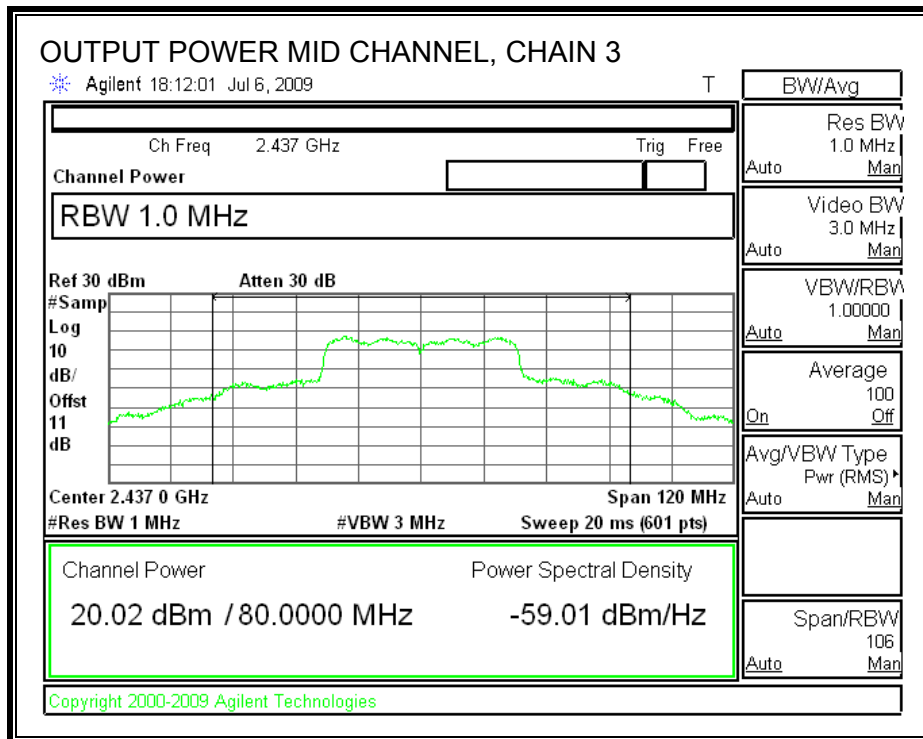 OUTPUT POWER MID CHANNEL, CHAIN 3
Agilent 18:12:01 Jul 6, 2009 T
Ch Freq 2.437 GHz Trig Free
Channel Power
RBW 1.0 MHz
Ref 30 dBm Atten 30 dB
#Samp
Log
10
dB/
Offst
11
dB
Center 2.437 0 GHz Span 120 MHz
#Res BW 1 MHz #VBW 3 MHz Sweep 20 ms (601 pts)
Channel Power Power Spectral Density
20.02 dBm / 80.0000 MHz -59.01 dBm/Hz
Copyright 2000-2009 Agilent Technologies
BW/Avg
Res BW
1.0 MHz
Auto Man
Video BW
3.0 MHz
Auto Man
VBW/RBW
1.00000
Auto Man
Average
100
On Off
Avg/VBW Type
Pwr (RMS)
Auto Man
Span/RBW
106
Auto Man